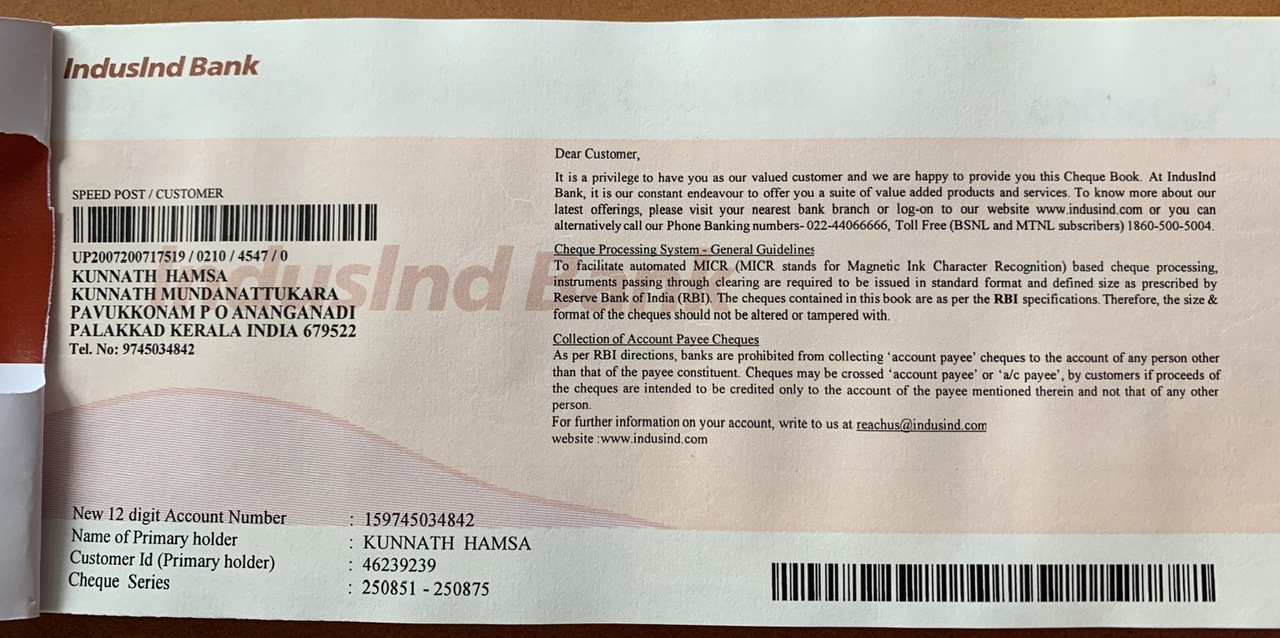 IndusInd Bank
SPEED POST / CUSTOMER
UP2007200717519 / 0210 / 4547 / 0
KUNNATH HAMSA
KUNNATH MUNDANATTUKARA
PAVUKKONAM P O ANANGANADI
PALAKKAD KERALA INDIA 679522
Tel. No: 9745034842
IndusInd Bank
Dear Customer,
It is a privilege to have you as our valued customer and we are happy to provide you this Cheque Book. At IndusInd
Bank, it is our constant endeavour to offer you a suite of value added products and services. To know more about our
latest offerings, please visit your nearest bank branch or log-on to our website www.indusind.com or you can
alternatively call our Phone Banking numbers- 022-44066666, Toll Free (BSNL and MTNL subscribers) 1860-500-5004.
Cheque Processing System - General Guidelines
To facilitate automated MICR (MICR stands for Magnetic Ink Character Recognition) based cheque processing,
instruments passing through clearing are required to be issued in standard format and defined size as prescribed by
Reserve Bank of India (RBI). The cheques contained in this book are as per the RBI specifications. Therefore, the size &
format of the cheques should not be altered or tampered with.
Collection of Account Payee Cheques
As per RBI directions, banks are prohibited from collecting ‘account payee’ cheques to the account of any person other
than that of the payee constituent. Cheques may be crossed ‘account payee’ or ‘a/c payee’, by customers if proceeds of
the cheques are intended to be credited only to the account of the payee mentioned therein and not that of any other
person.
For further information on your account, write to us at reachus@indusind.com
website :www.indusind.com
New 12 digit Account Number : 159745034842
Name of Primary holder : KUNNATH HAMSA
Customer Id (Primary holder) : 46239239
Cheque Series : 250851 - 250875